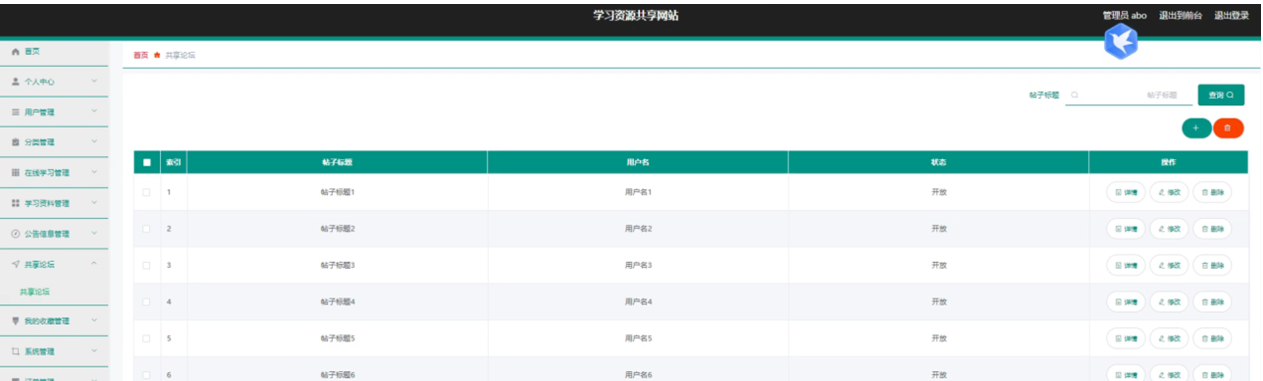 学习资源共享网站
管理员 abo 退出到前台 退出登录
首页
首页 共享论坛
个人中心
用户管理
分类管理
在线学习管理
学习资料管理
公告信息管理
共享论坛
共享论坛
我的收藏管理
系统管理
帖子标题 帖子标题 查询
索引 帖子标题 用户名 状态 操作
1 帖子标题1 用户名1 开放 详情 修改 删除
2 帖子标题2 用户名2 开放 详情 修改 删除
3 帖子标题3 用户名3 开放 详情 修改 删除
4 帖子标题4 用户名4 开放 详情 修改 删除
5 帖子标题5 用户名5 开放 详情 修改 删除
6 帖子标题6 用户名6 开放 详情 修改 删除